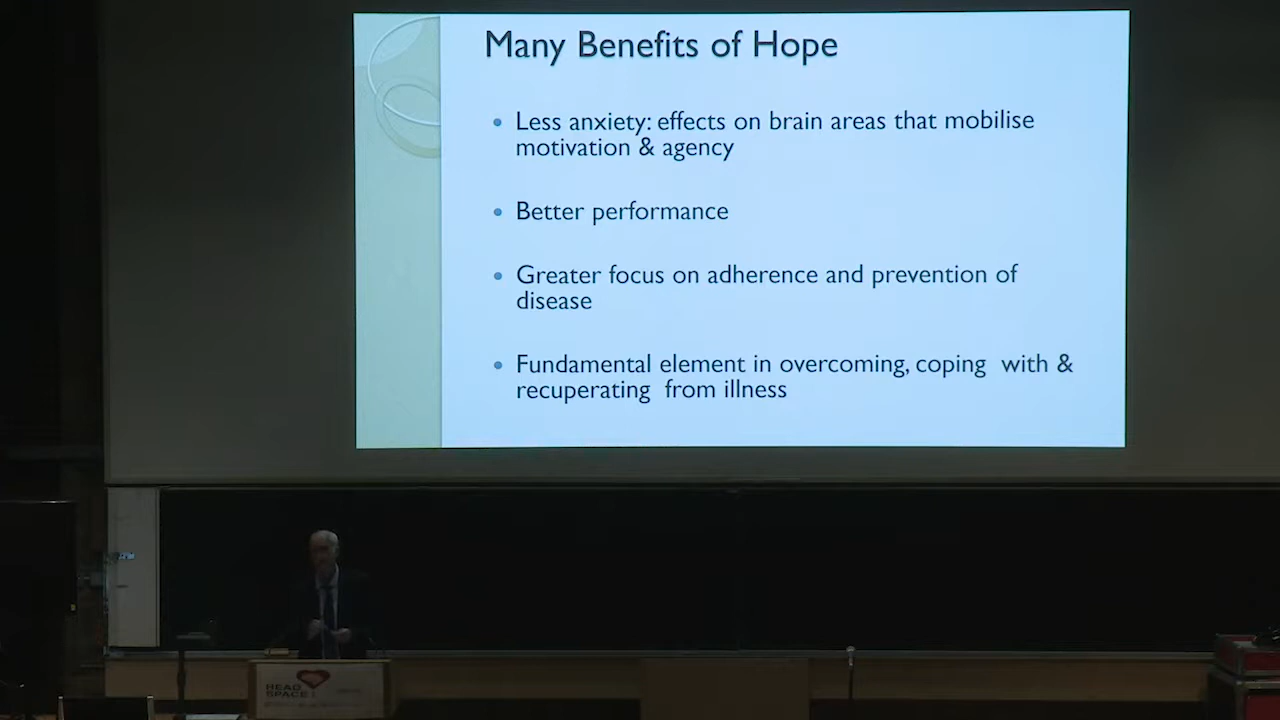 Many Benefits of Hope
Less anxiety: effects on brain areas that mobilise
motivation & agency
Better performance
Greater focus on adherence and prevention of
disease
Fundamental element in overcoming, coping with &
recuperating from illness
HEAD
SPACE